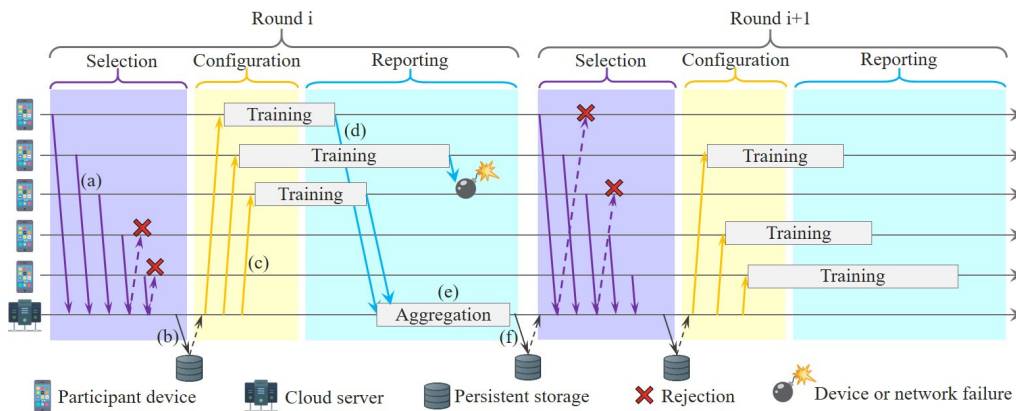 Round i
Round i+1
Selection
Configuration
Reporting
Selection
Configuration
Reporting
Training
(d)
Training
Training
(a)
Training
Training
(c)
Training
(e)
Aggregation
(b)
(f)
Participant device
Cloud server
Persistent storage
Rejection
Device or network failure